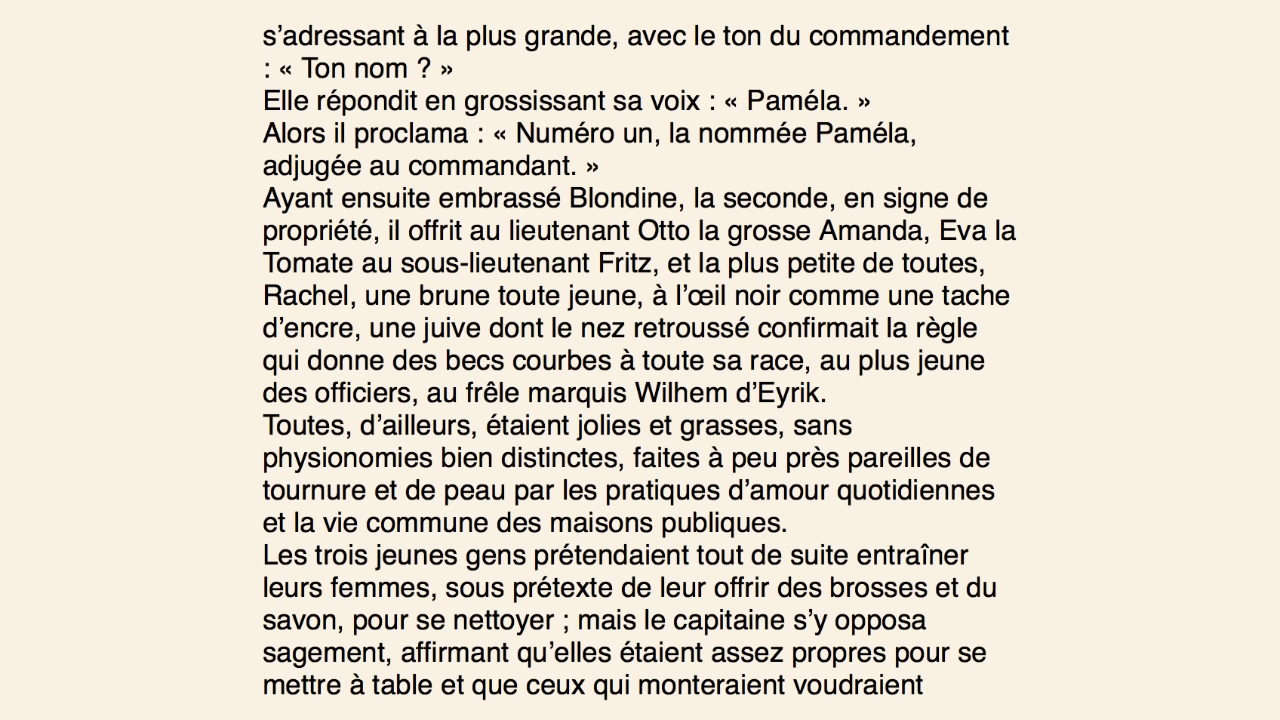 s’adressant à la plus grande, avec le ton du commandement
: « Ton nom ? »
Elle répondit en grossissant sa voix : « Paméla. »
Alors il proclama : « Numéro un, la nommée Paméla,
adjugée au commandant. »
Ayant ensuite embrassé Blondine, la seconde, en signe de
propriété, il offrit au lieutenant Otto la grosse Amanda, Eva la
Tomate au sous-lieutenant Fritz, et la plus petite de toutes,
Rachel, une brune toute jeune, à l’œil noir comme une tache
d’encre, une juive dont le nez retroussé confirmait la règle
qui donne des becs courbes à toute sa race, au plus jeune
des officiers, au frêle marquis Wilhem d’Eyrik.
Toutes, d’ailleurs, étaient jolies et grasses, sans
physionomies bien distinctes, faites à peu près pareilles de
tournure et de peau par les pratiques d’amour quotidiennes
et la vie commune des maisons publiques.
Les trois jeunes gens prétendaient tout de suite entraîner
leurs femmes, sous prétexte de leur offrir des brosses et du
savon, pour se nettoyer ; mais le capitaine s’y opposa
sagement, affirmant qu’elles étaient assez propres pour se
mettre à table et que ceux qui monteraient voudraient